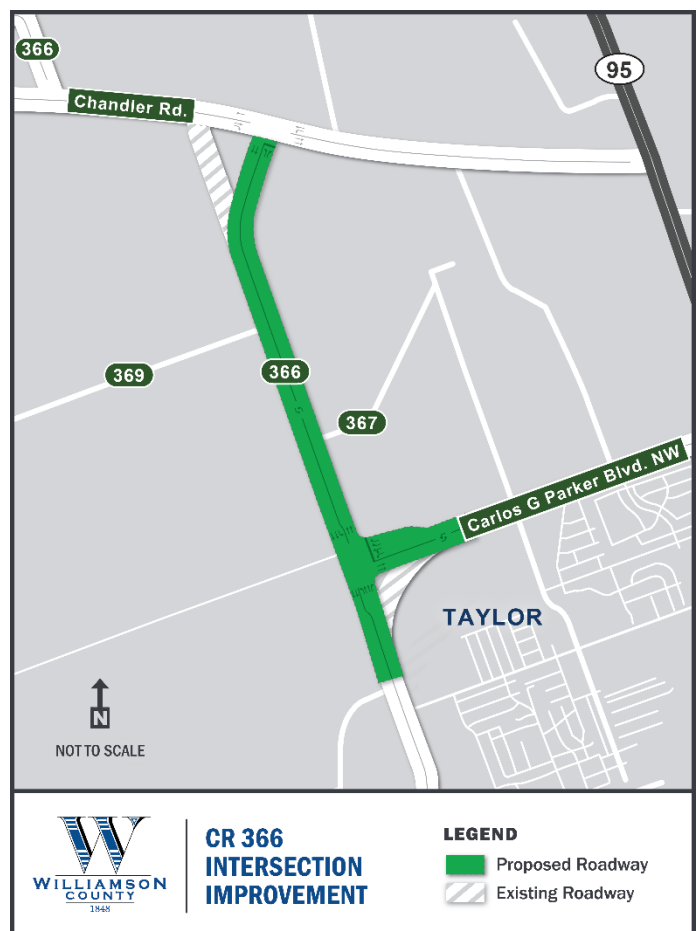 366
95
Chandler Rd.
369
366
367
Carlos G Parker Blvd. NW
TAYLOR
N
NOT TO SCALE
WILLIAMSON
COUNTY
1848
CR 366
INTERSECTION
IMPROVEMENT
LEGEND
Proposed Roadway
Existing Roadway